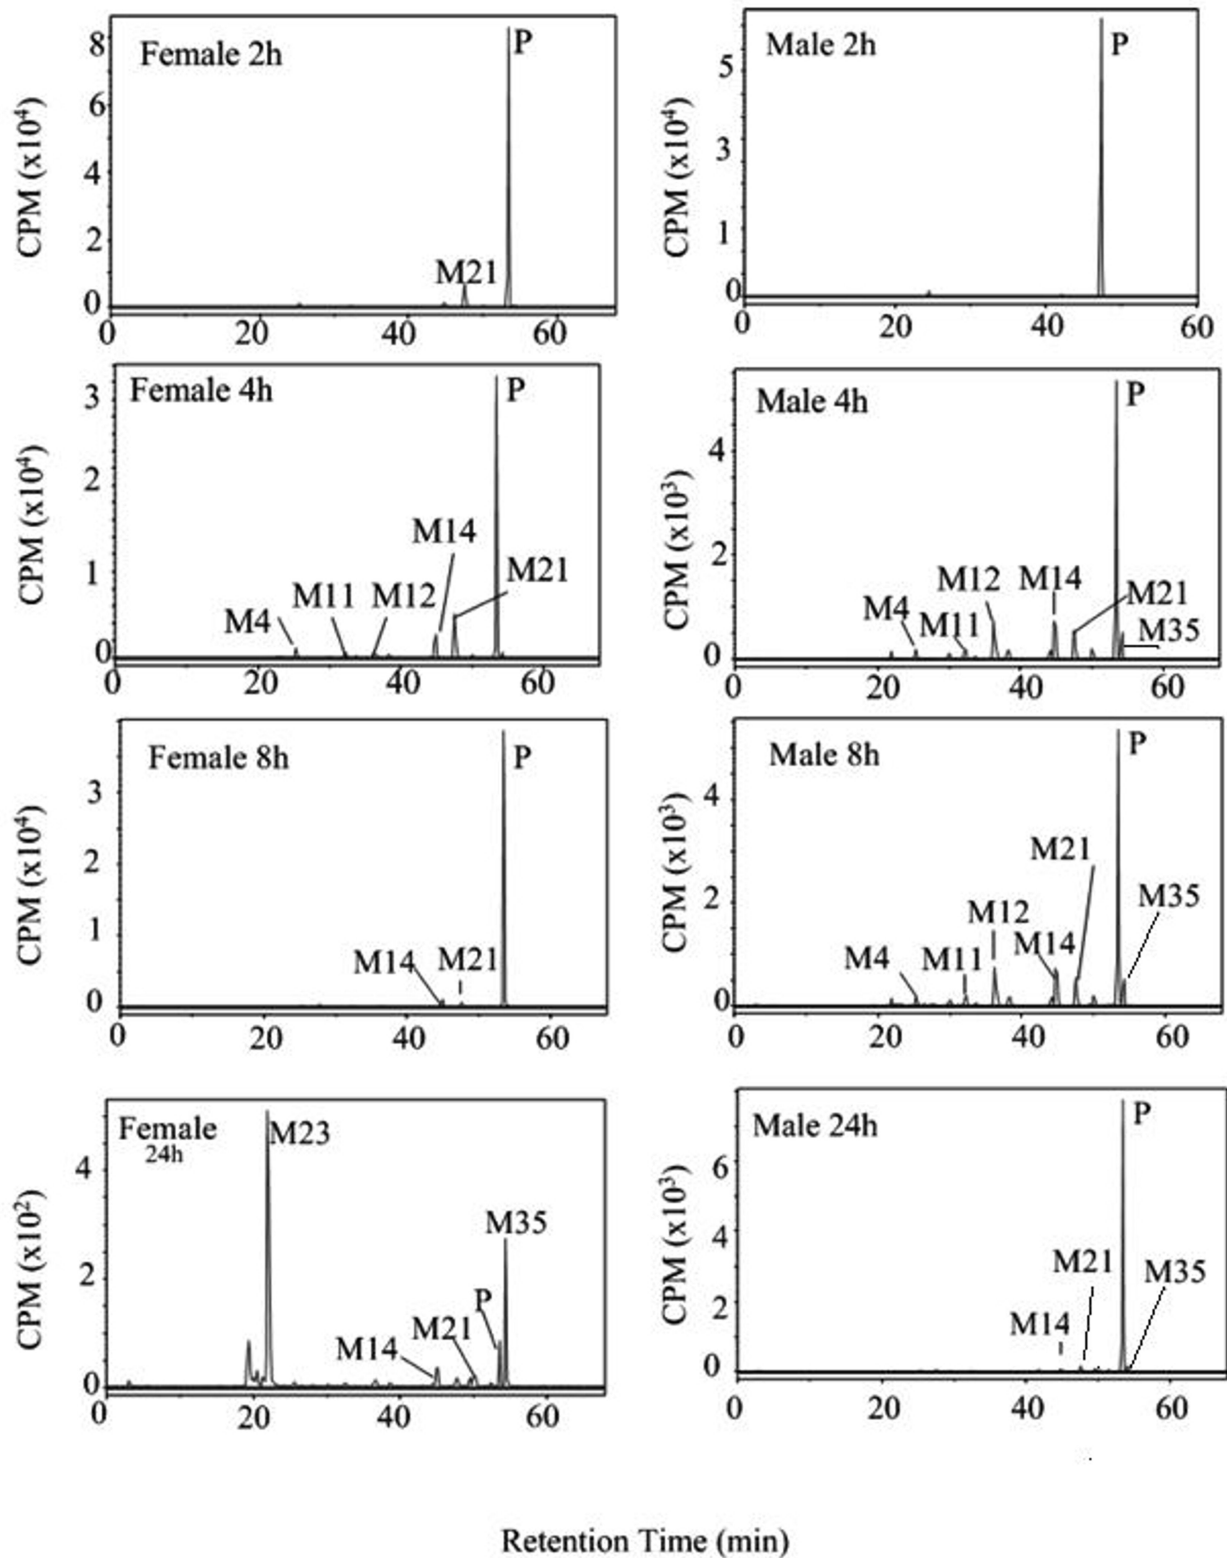 Female 2h
P
M21
CPM (x10⁴)
8
6
4
2
0
0 20 40 60
Male 2h
P
CPM (x10⁴)
5
3
1
0
0 20 40 60
Female 4h
P
M14
M21
M11 M12
M4
CPM (x10⁴)
3
2
1
0
0 20 40 60
Male 4h
P
M12 M14
M21
M4
M11
M35
CPM (x10³)
4
2
0
0 20 40 60
Female 8h
P
M14 M21
CPM (x10⁴)
3
2
1
0
0 20 40 60
Male 8h
P
M21
M35
M12
M14
M4 M11
CPM (x10³)
4
2
0
0 20 40 60
Female
24h
M23
M35
P
M21
M14
CPM (x10²)
4
2
0
0 20 40 60
Male 24h
P
M21
M35
M14
CPM (x10³)
6
4
2
0
0 20 40 60
Retention Time (min)